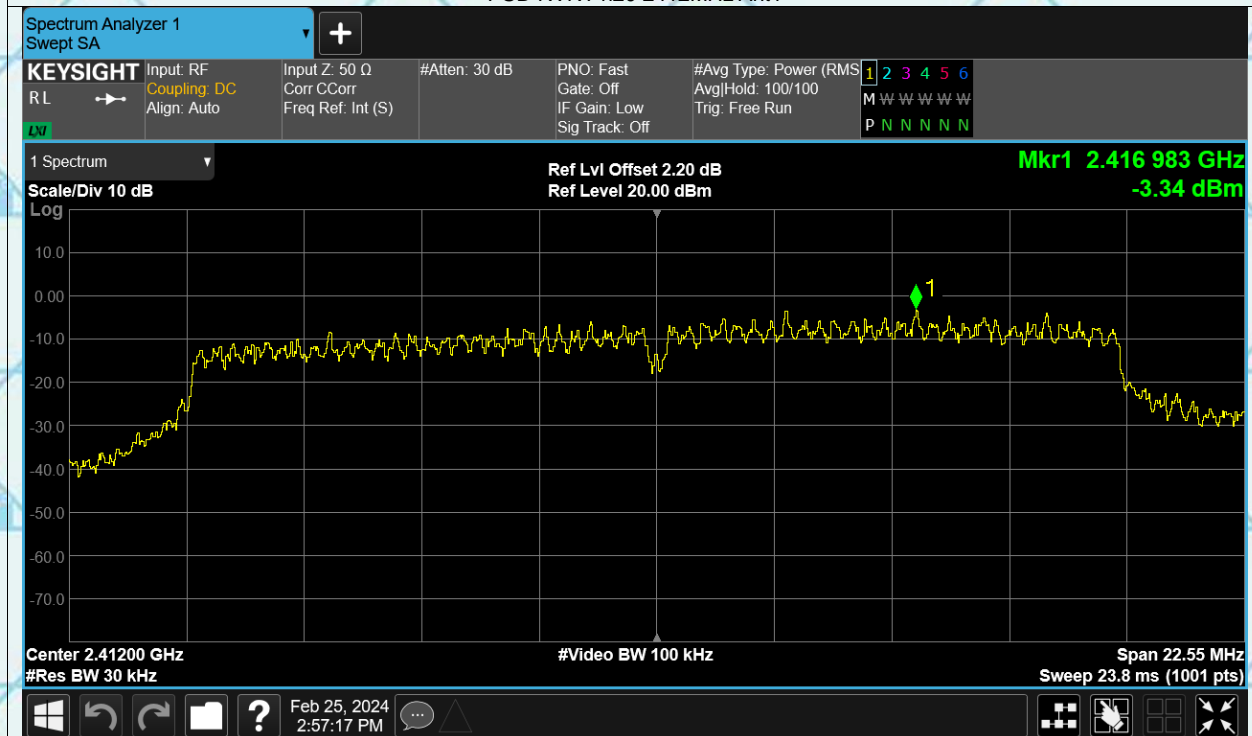 Spectrum Analyzer 1
Swept SA
+
KEYSIGHT
RL
LXI
Input: RF
Coupling: DC
Align: Auto
Input Z: 50 Ω
Corr CCorr
Freq Ref: Int (S)
#Atten: 30 dB
PNO: Fast
Gate: Off
IF Gain: Low
Sig Track: Off
#Avg Type: Power (RMS
Avg|Hold: 100/100
Trig: Free Run
1 2 3 4 5 6
M W W W W W
P N N N N N
1 Spectrum
Scale/Div 10 dB
Ref Lvl Offset 2.20 dB
Ref Level 20.00 dBm
Mkr1 2.416 983 GHz
-3.34 dBm
Log
10.0
0.00
-10.0
-20.0
-30.0
-40.0
-50.0
-60.0
-70.0
1
Center 2.41200 GHz
#Res BW 30 kHz
#Video BW 100 kHz
Span 22.55 MHz
Sweep 23.8 ms (1001 pts)
?
Feb 25, 2024
2:57:17 PM